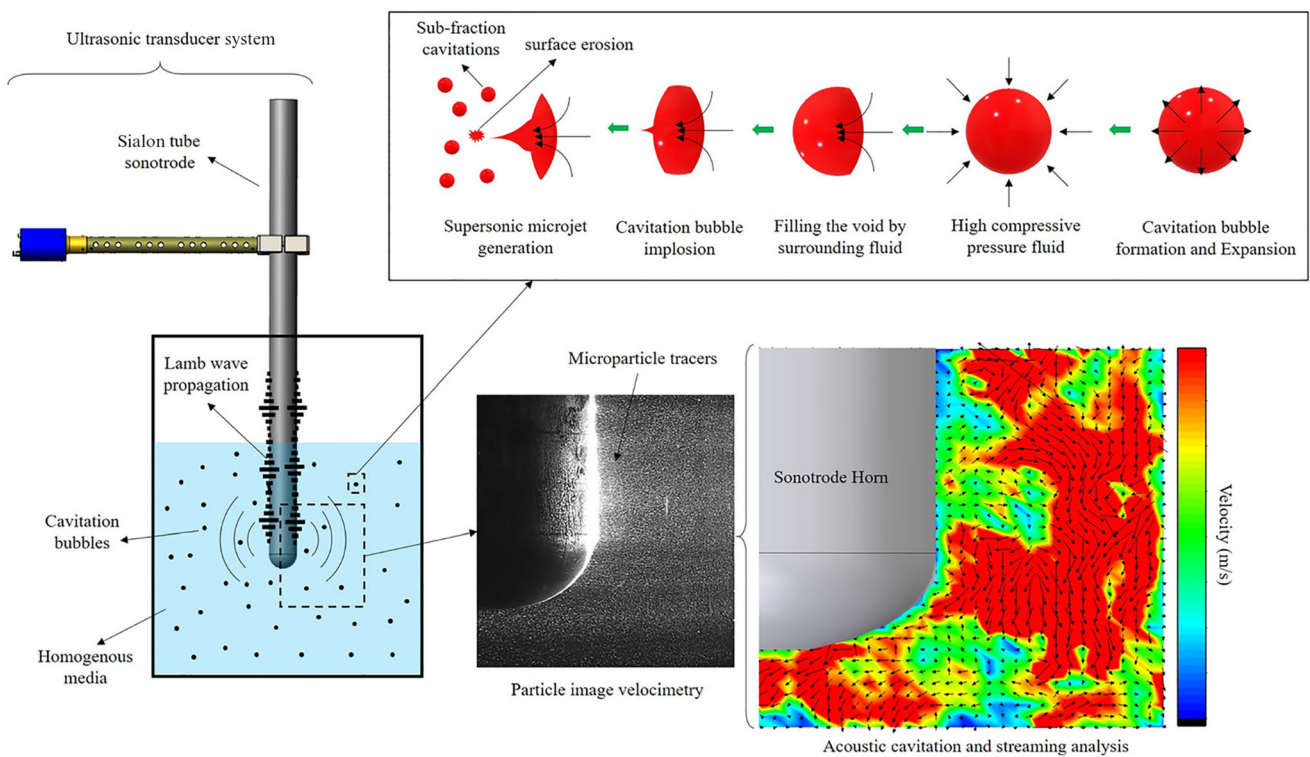 Ultrasonic transducer system
Sialon tube
sonotrode
Lamb wave
propagation
Cavitation
bubbles
Homogenous
media
Sub-fraction
cavitations
surface erosion
Supersonic microjet
generation
Cavitation bubble
implosion
Filling the void by
surrounding fluid
High compressive
pressure fluid
Cavitation bubble
formation and Expansion
Microparticle tracers
Particle image velocimetry
Sonotrode Horn
Velocity (m/s)
Acoustic cavitation and streaming analysis